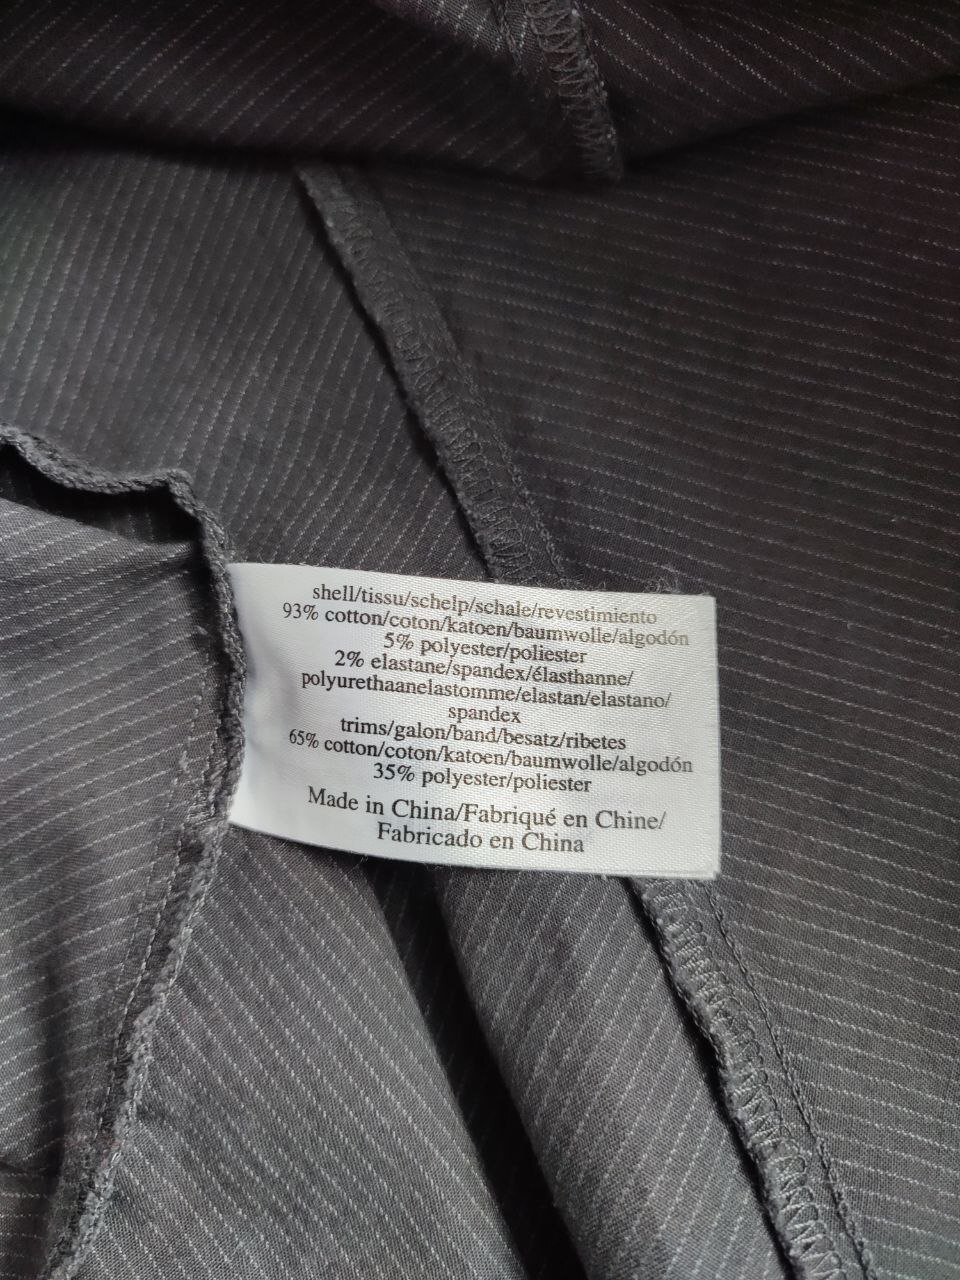 shell/tissu/schelp/schale/revestimiento
93% cotton/coton/katoen/baumwolle/algodón
5% polyester/poliester
2% elastane/spandex/élasthanne/
polyurethaanelastomme/elastan/elastano/
spandex
trims/galon/band/besatz/ribetes
65% cotton/coton/katoen/baumwolle/algodón
35% polyester/poliester
Made in China/Fabriqué en Chine/
Fabricado en China